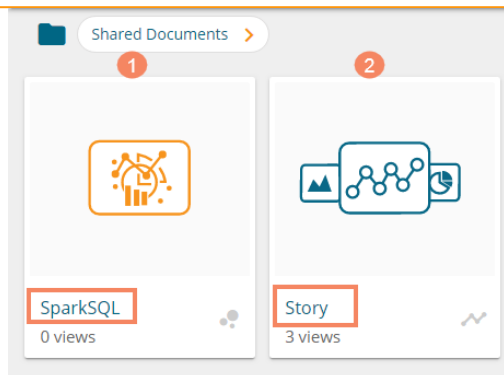 Shared Documents
1
2
SparkSQL
0 views
Story
3 views